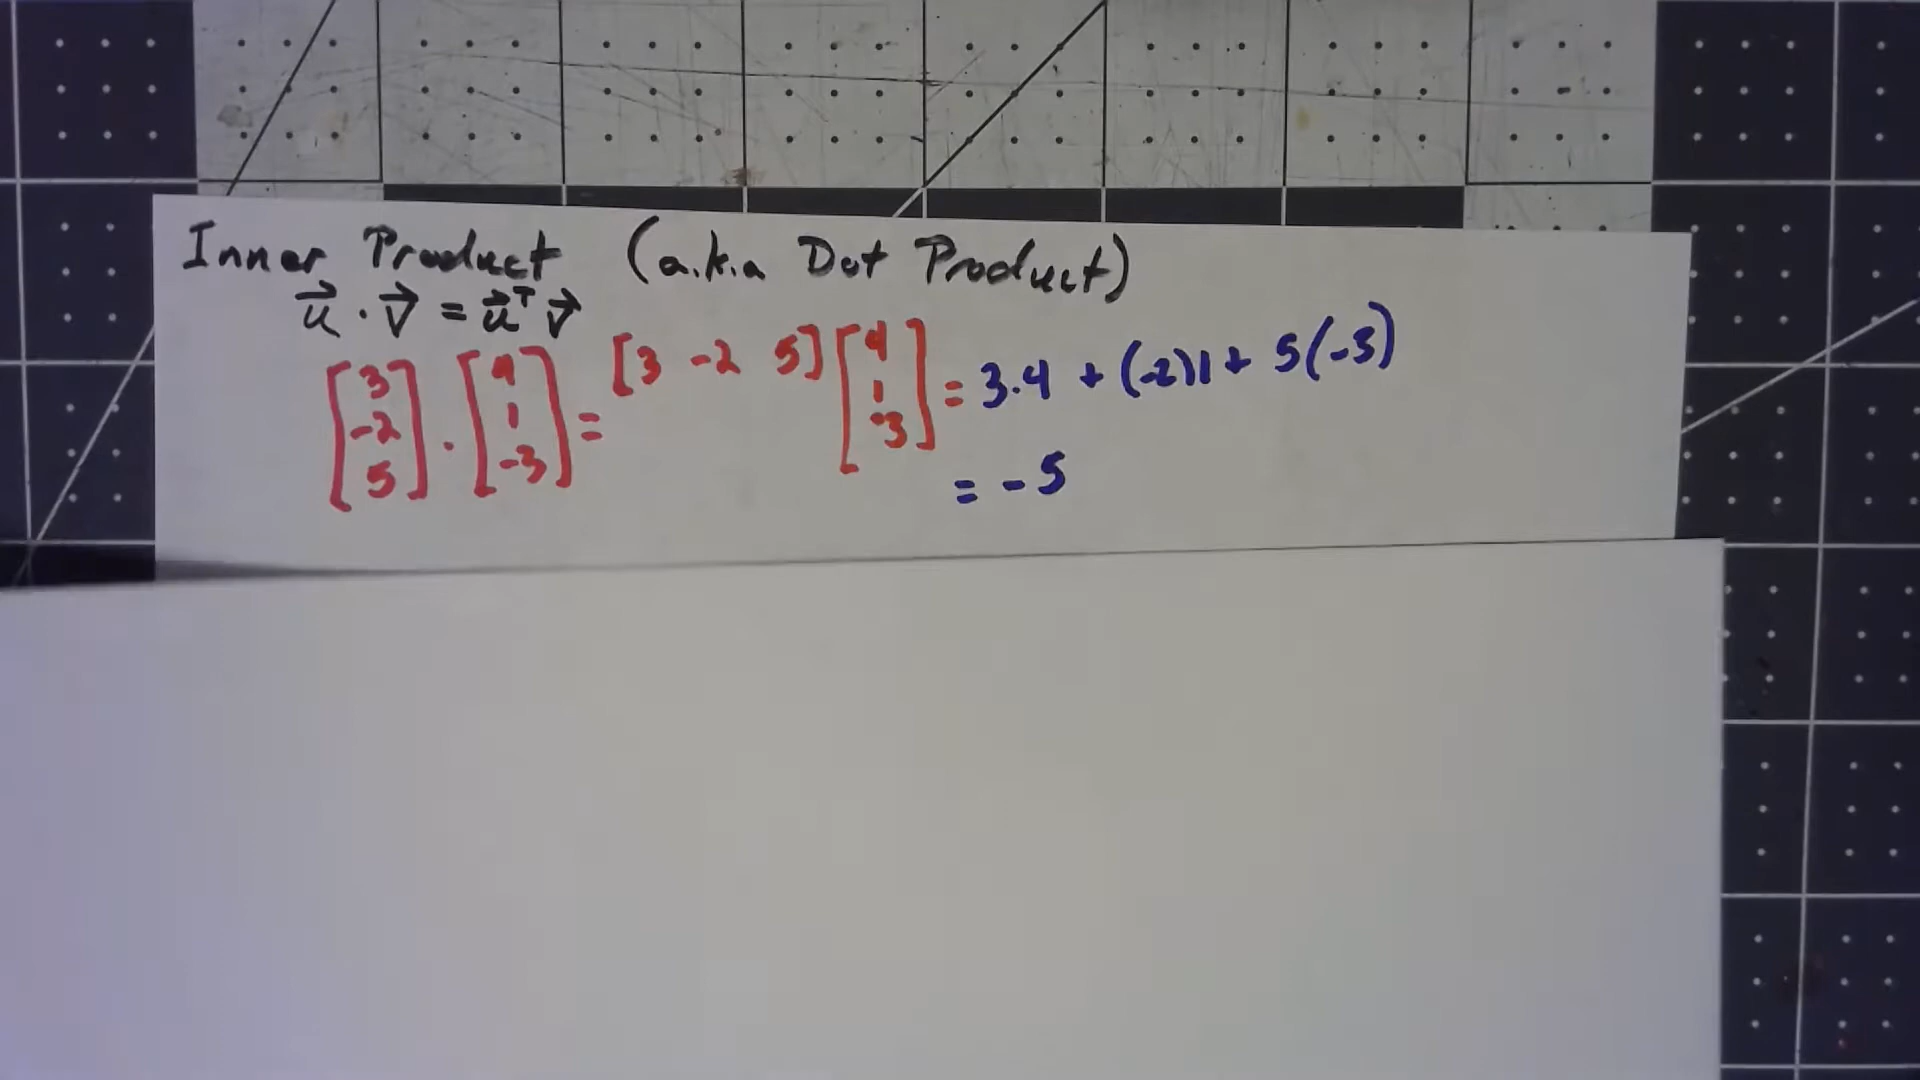 Inner Product (a.k.a Dot Product)
u⃗ · v⃗ = u⃗ᵀ v⃗
[3 -2 5] · [4 1 -3] = [3 -2 5] [4 1 -3] = 3·4 + (-2)1 + 5(-3)
= -5